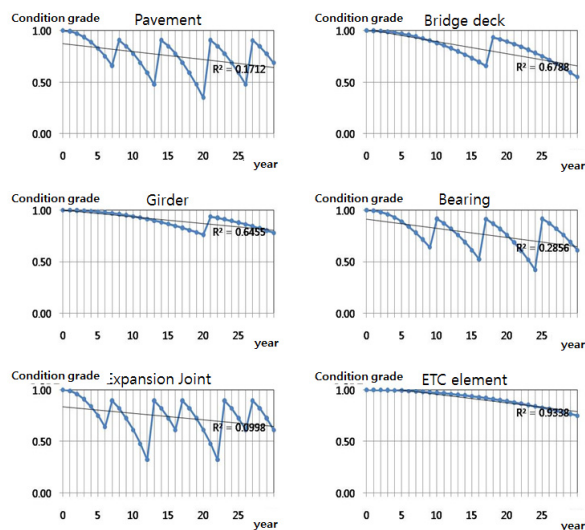 Condition grade
Pavement
1.00
0.50
0.00
R² = 0.1712
0 5 10 15 20 25
year
Condition grade
Bridge deck
1.00
0.50
0.00
R² = 0.6788
0 5 10 15 20 25
year
Condition grade
Girder
1.00
0.50
0.00
R² = 0.6455
0 5 10 15 20 25
year
Condition grade
Bearing
1.00
0.50
0.00
R² = 0.2856
0 5 10 15 20 25
year
Condition grade
Expansion Joint
1.00
0.50
0.00
R² = 0.0998
0 5 10 15 20 25
year
Condition grade
ETC element
1.00
0.50
0.00
R² = 0.9338
0 5 10 15 20 25
year